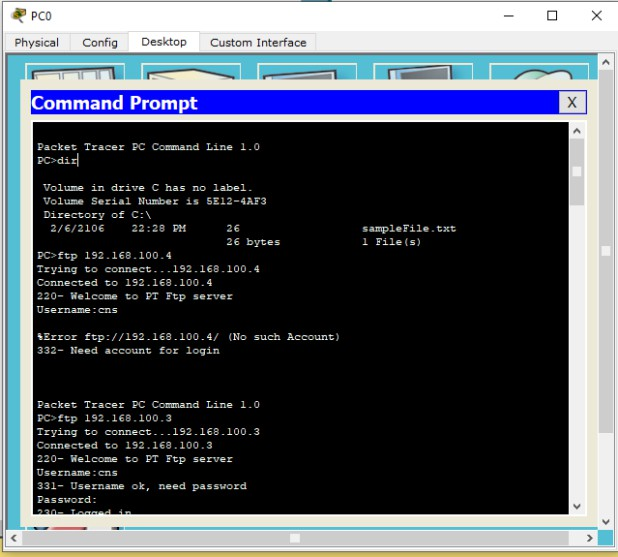 PC0
Physical Config Desktop Custom Interface
Command Prompt
X
Packet Tracer PC Command Line 1.0
PC>dir
Volume in drive C has no label.
Volume Serial Number is 5E12-4AF3
Directory of C:\
2/6/2106 22:28 PM 26 sampleFile.txt
26 bytes 1 File(s)
PC>ftp 192.168.100.4
Trying to connect...192.168.100.4
Connected to 192.168.100.4
220- Welcome to PT Ftp server
Username:cns
%Error ftp://192.168.100.4/ (No such Account)
332- Need account for login
Packet Tracer PC Command Line 1.0
PC>ftp 192.168.100.3
Trying to connect...192.168.100.3
Connected to 192.168.100.3
220- Welcome to PT Ftp server
Username:cns
331- Username ok, need password
Password:
230- Logged in